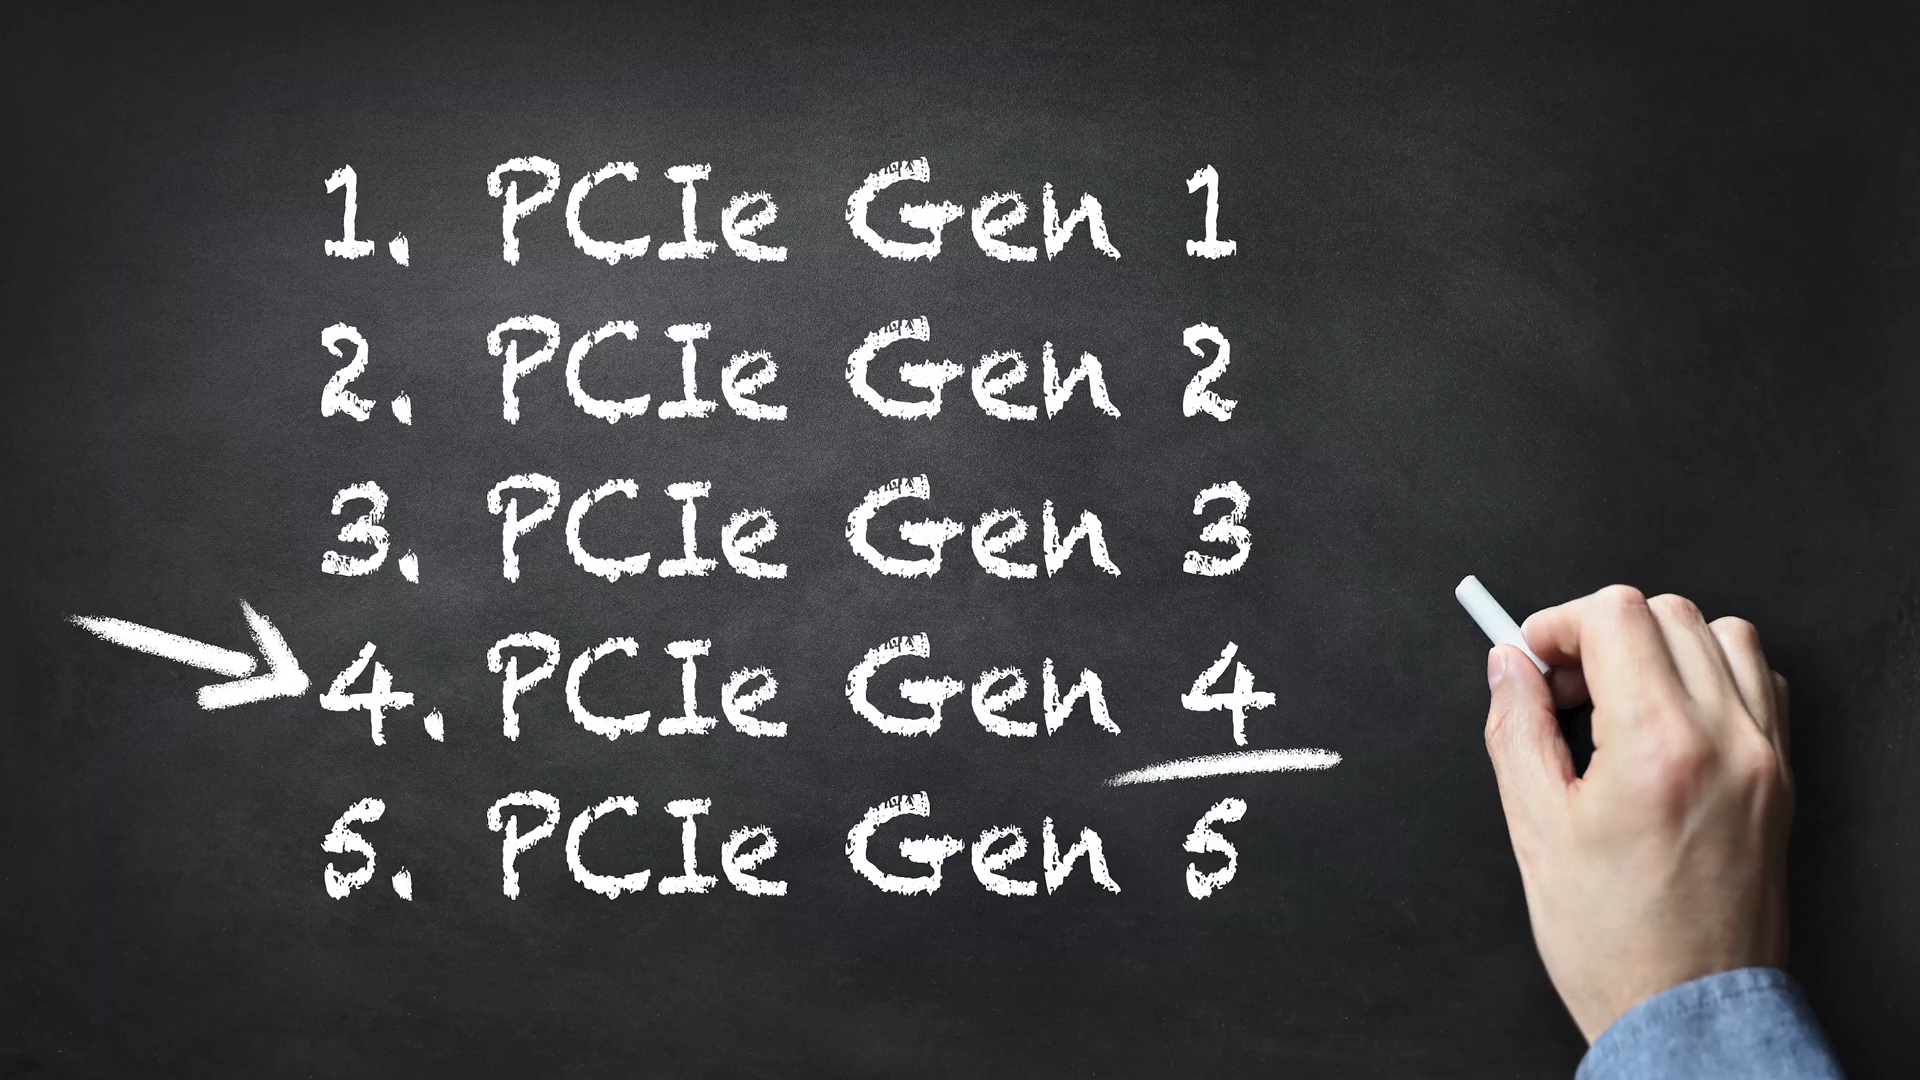 1. PCIe Gen 1
2. PCIe Gen 2
3. PCIe Gen 3
4. PCIe Gen 4
5. PCIe Gen 5